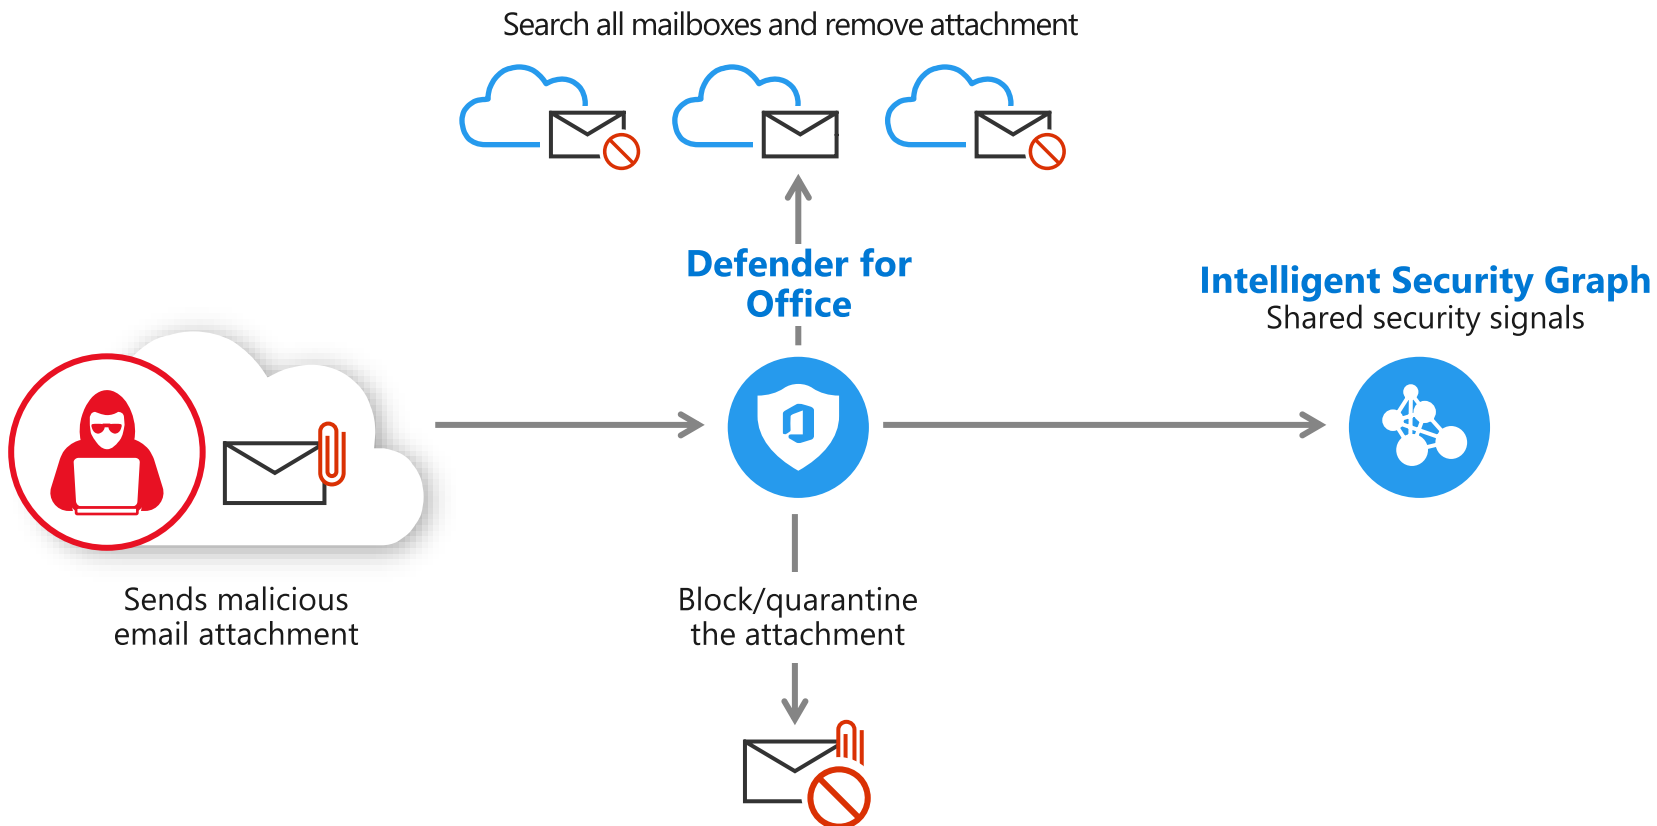 Search all mailboxes and remove attachment
Defender for
Office
Intelligent Security Graph
Shared security signals
Sends malicious
email attachment
Block/quarantine
the attachment